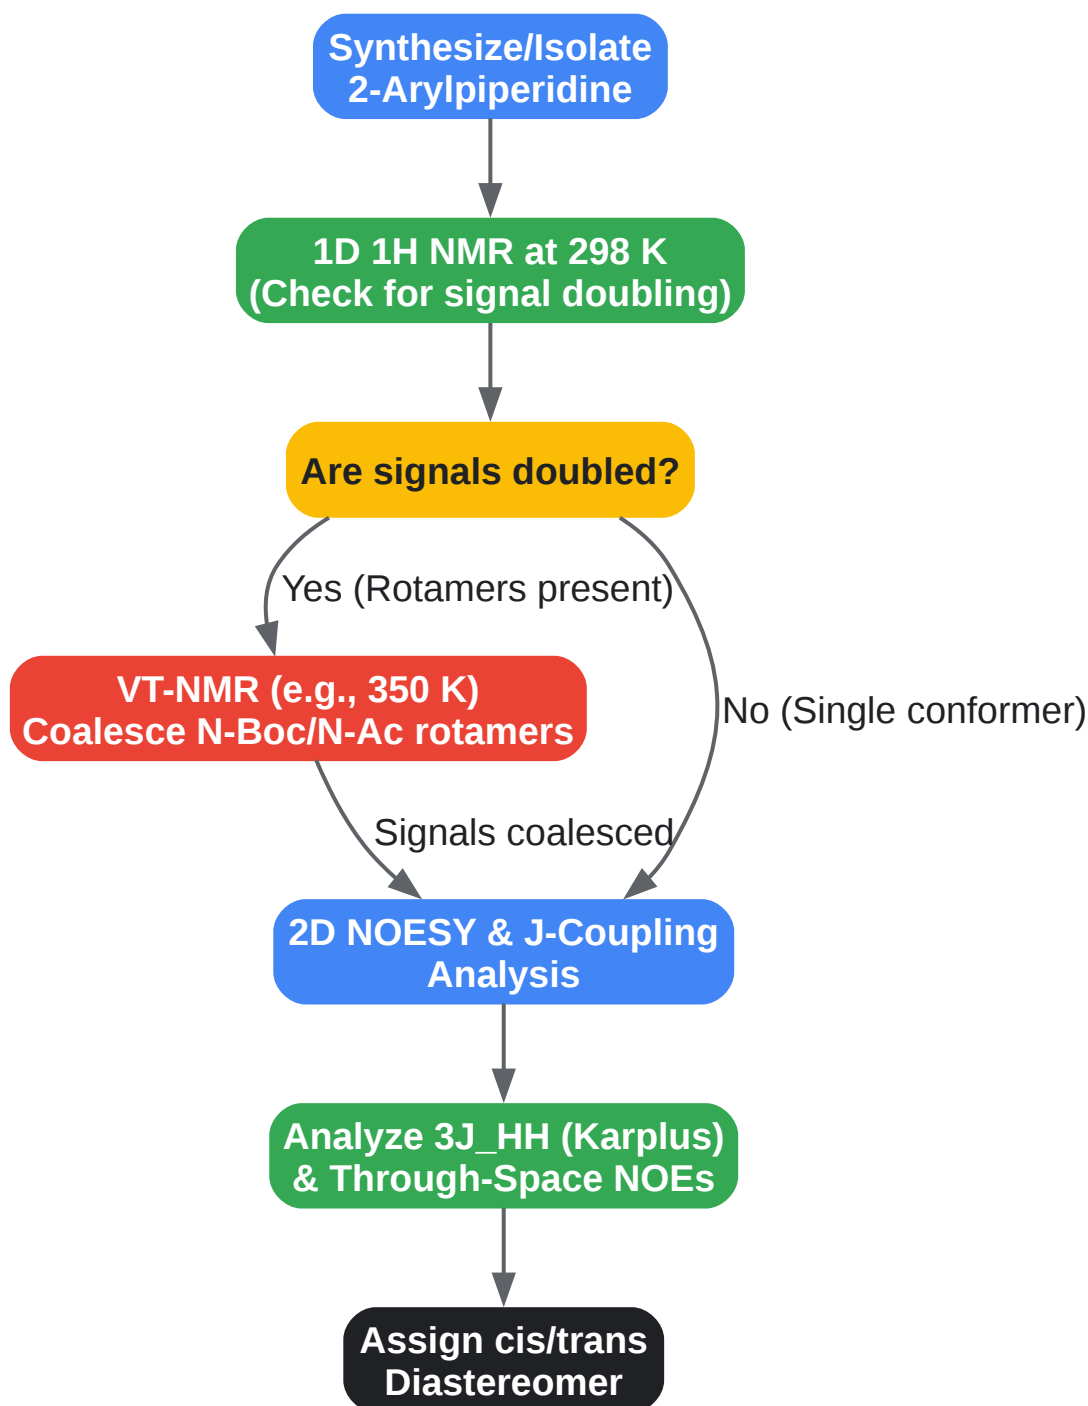 Synthesize/Isolate
2-Arylpiperidine
1D 1H NMR at 298 K
(Check for signal doubling)
Are signals doubled?
Yes (Rotamers present)
VT-NMR (e.g., 350 K)
Coalesce N-Boc/N-Ac rotamers
No (Single conformer)
Signals coalesced
2D NOESY & J-Coupling
Analysis
Analyze 3J_HH (Karplus)
& Through-Space NOEs
Assign cis/trans
Diastereomer